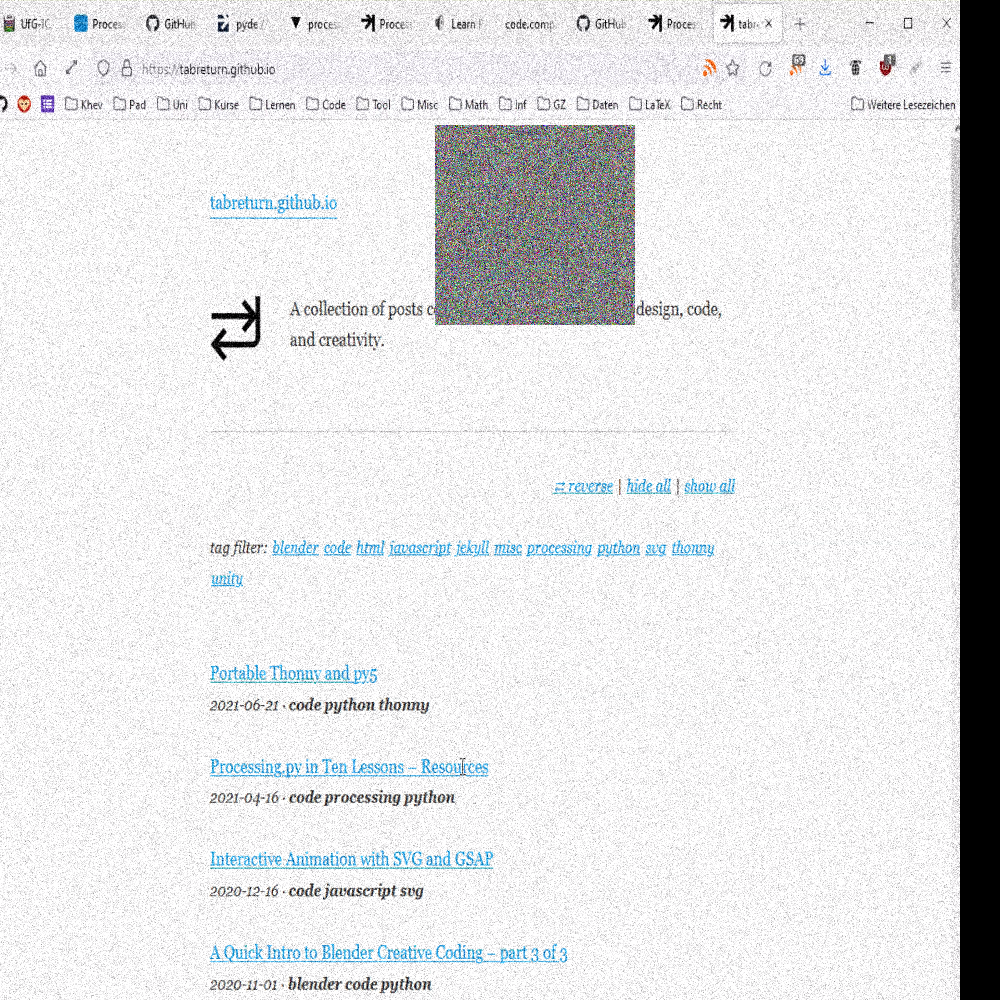 UfG-IC
Proces
GitHub
pyde /
proces
Proces
Learn F
code.comp
GitHub
Proces
tabr
https://tabreturn.github.io
Khev
Pad
Uni
Kurse
Lernen
Code
Tool
Misc
Math
Inf
GZ
Daten
LaTeX
Recht
Weitere Lesezeichen
tabreturn.github.io
A collection of posts c design, code,
and creativity.
⇄ reverse | hide all | show all
tag filter: blender code html javascript jekyll misc processing python svg thonny
unity
Portable Thonny and py5
2021-06-21 · code python thonny
Processing.py in Ten Lessons – Resources
2021-04-16 · code processing python
Interactive Animation with SVG and GSAP
2020-12-16 · code javascript svg
A Quick Intro to Blender Creative Coding – part 3 of 3
2020-11-01 · blender code python